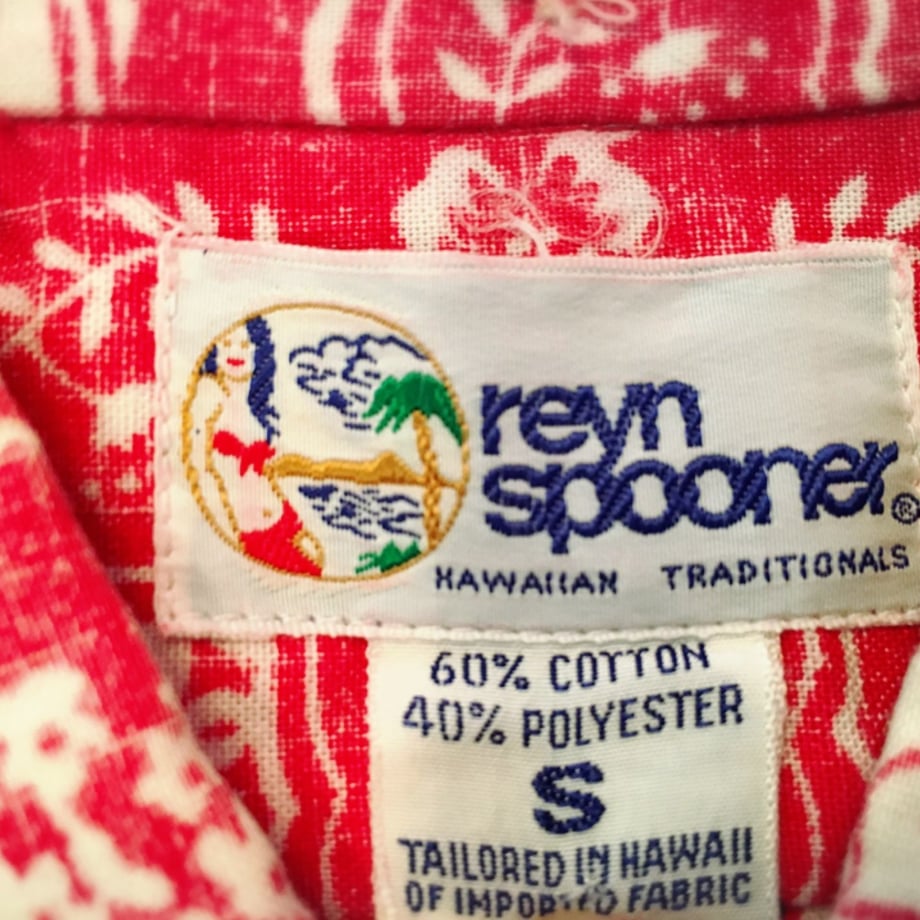 reyn
spooner®
HAWAIIAN TRADITIONALS
60% COTTON
40% POLYESTER
S
TAILORED IN HAWAII
OF IMPORTED FABRIC